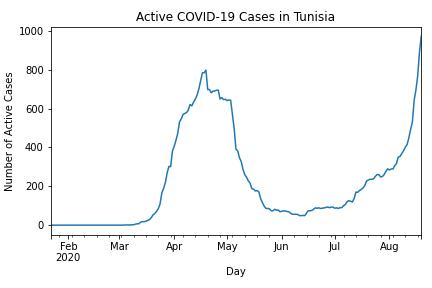 Active COVID-19 Cases in Tunisia
1000
800
600
400
200
0
Number of Active Cases
Feb
2020
Mar
Apr
May
Jun
Jul
Aug
Day